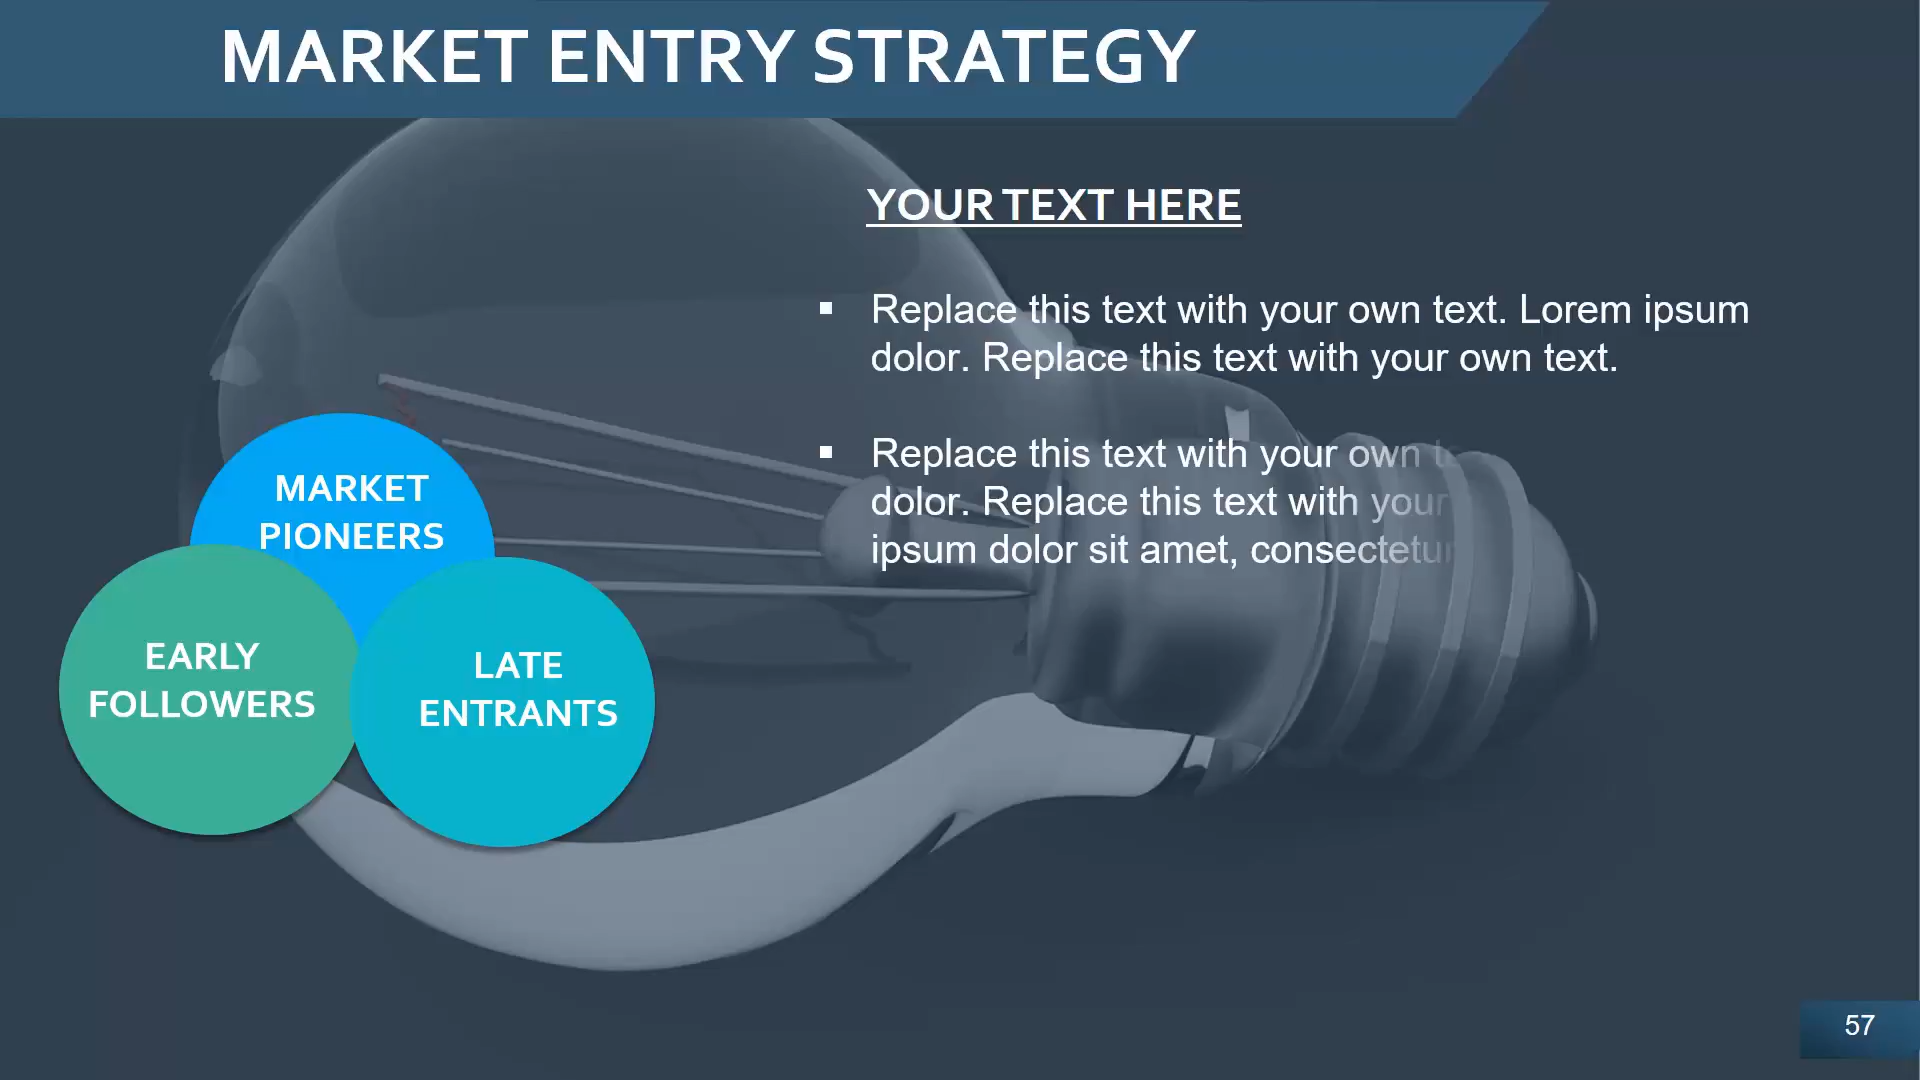 MARKET ENTRY STRATEGY
YOUR TEXT HERE
▪ Replace this text with your own text. Lorem ipsum
dolor. Replace this text with your own text.
▪ Replace this text with your own
dolor. Replace this text with your
ipsum dolor sit amet, consectetur
MARKET
PIONEERS
EARLY
FOLLOWERS
LATE
ENTRANTS
57